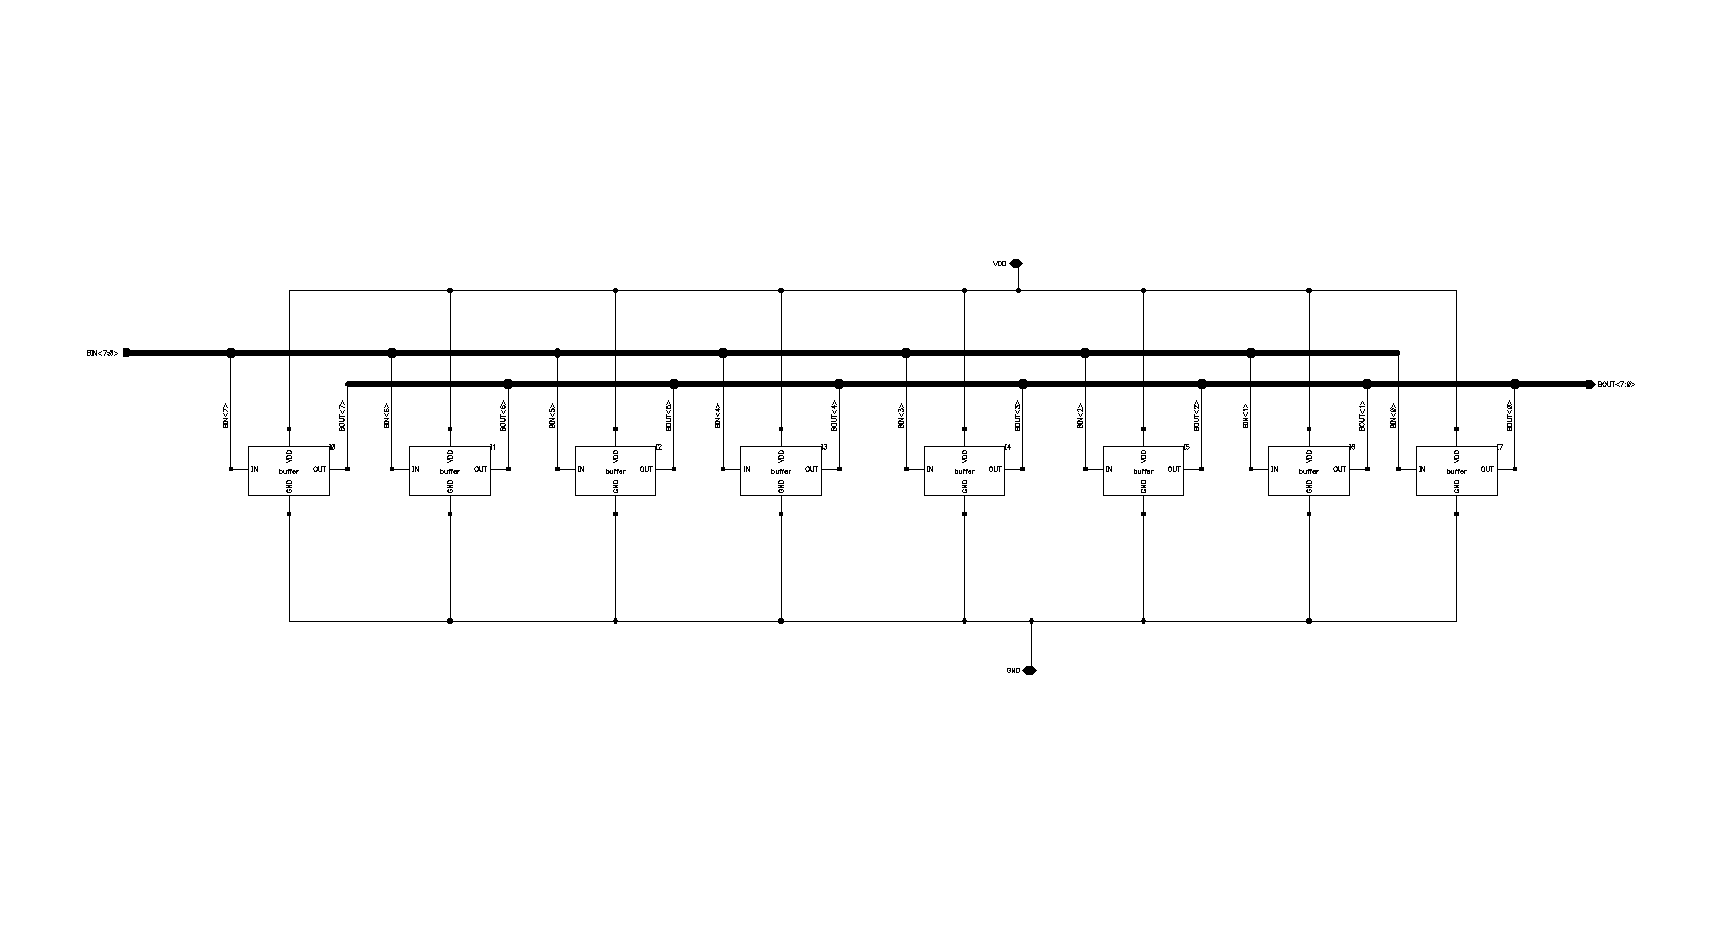 VDD
BIN<7:0>
BOUT<7:0>
BIN<7> BOUT<7> BIN<6> BOUT<6> BIN<5> BOUT<5> BIN<4> BOUT<4> BIN<3> BOUT<3> BIN<2> BOUT<2> BIN<1> BOUT<1> BIN<0> BOUT<0>
I0 I1 I2 I3 I4 I5 I6 I7
VDD VDD VDD VDD VDD VDD VDD VDD
IN OUT IN OUT IN OUT IN OUT IN OUT IN OUT IN OUT IN OUT
buffer buffer buffer buffer buffer buffer buffer buffer
GND GND GND GND GND GND GND GND
GND